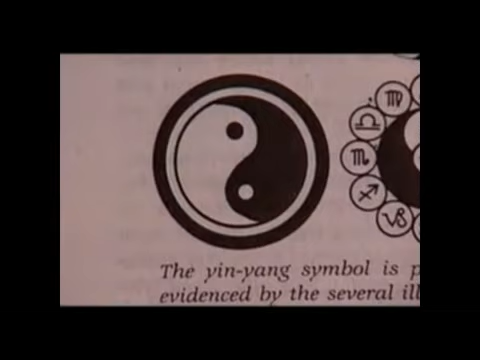 The yin-yang symbol is
evidenced by the several